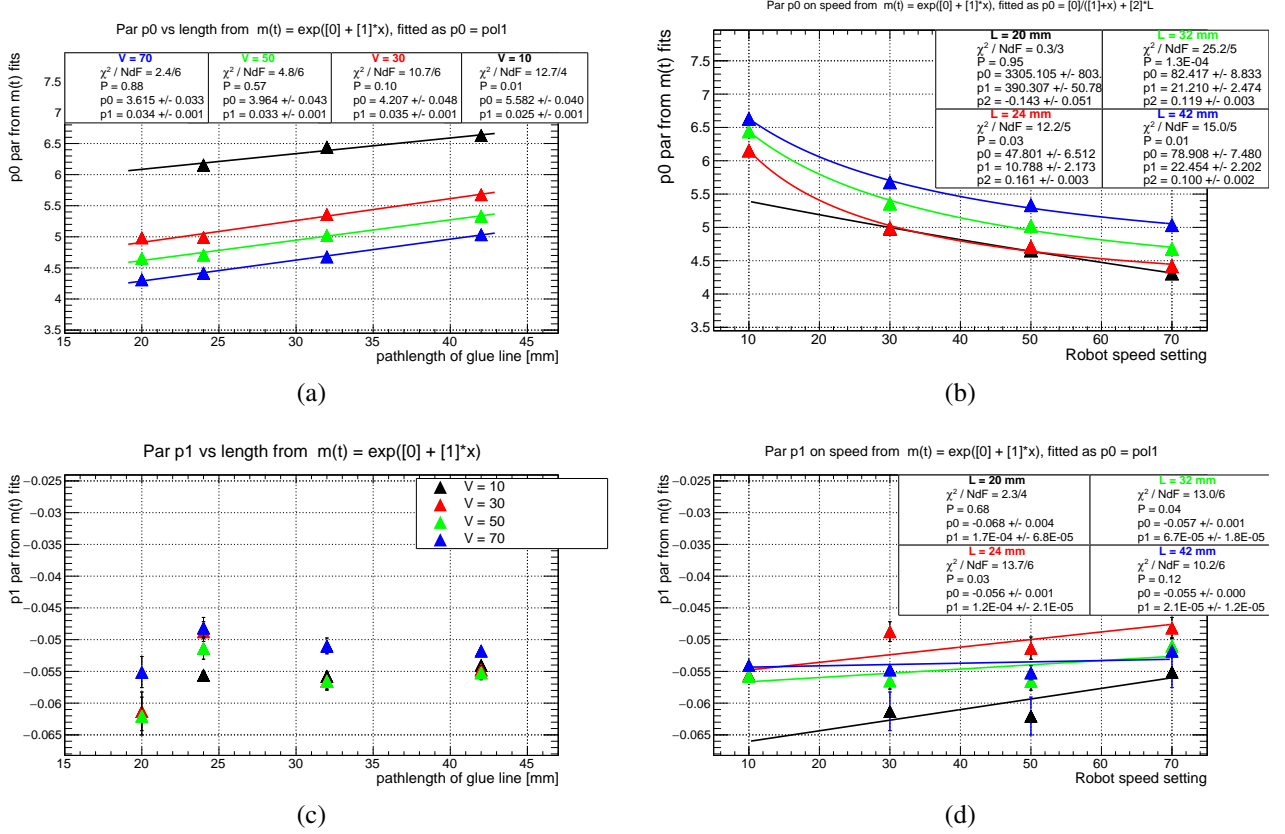 Par p0 vs length from m(t) = exp([0] + [1]*x), fitted as p0 = pol1
V = 70
χ² / NdF = 2.4/6
P = 0.88
p0 = 3.615 +/- 0.033
p1 = 0.034 +/- 0.001
V = 50
χ² / NdF = 4.8/6
P = 0.57
p0 = 3.964 +/- 0.043
p1 = 0.033 +/- 0.001
V = 30
χ² / NdF = 10.7/6
P = 0.10
p0 = 4.207 +/- 0.048
p1 = 0.035 +/- 0.001
V = 10
χ² / NdF = 12.7/4
P = 0.01
p0 = 5.582 +/- 0.040
p1 = 0.025 +/- 0.001
p0 par from m(t) fits
7.5
7
6.5
6
5.5
5
4.5
4
3.5
15 20 25 30 35 40 45
pathlength of glue line [mm]
(a)
Par p0 on speed from m(t) = exp([0] + [1]*x), fitted as p0 = [0]/([1]+x) + [2]*L
L = 20 mm
χ² / NdF = 0.3/3
P = 0.95
p0 = 3305.105 +/- 803.
p1 = 390.307 +/- 50.78
p2 = -0.143 +/- 0.051
L = 32 mm
χ² / NdF = 25.2/5
P = 1.3E-04
p0 = 82.417 +/- 8.833
p1 = 21.210 +/- 2.474
p2 = 0.119 +/- 0.003
L = 24 mm
χ² / NdF = 12.2/5
P = 0.03
p0 = 47.801 +/- 6.512
p1 = 10.788 +/- 2.173
p2 = 0.161 +/- 0.003
L = 42 mm
χ² / NdF = 15.0/5
P = 0.01
p0 = 78.908 +/- 7.480
p1 = 22.454 +/- 2.202
p2 = 0.100 +/- 0.002
p0 par from m(t) fits
7.5
7
6.5
6
5.5
5
4.5
4
3.5
10 20 30 40 50 60 70
Robot speed setting
(b)
Par p1 vs length from m(t) = exp([0] + [1]*x)
V = 10
V = 30
V = 50
V = 70
p1 par from m(t) fits
−0.025
−0.03
−0.035
−0.04
−0.045
−0.05
−0.055
−0.06
−0.065
15 20 25 30 35 40 45
pathlength of glue line [mm]
(c)
Par p1 on speed from m(t) = exp([0] + [1]*x), fitted as p0 = pol1
L = 20 mm
χ² / NdF = 2.3/4
P = 0.68
p0 = -0.068 +/- 0.004
p1 = 1.7E-04 +/- 6.8E-05
L = 32 mm
χ² / NdF = 13.0/6
P = 0.04
p0 = -0.057 +/- 0.001
p1 = 6.7E-05 +/- 1.8E-05
L = 24 mm
χ² / NdF = 13.7/6
P = 0.03
p0 = -0.056 +/- 0.001
p1 = 1.2E-04 +/- 2.1E-05
L = 42 mm
χ² / NdF = 10.2/6
P = 0.12
p0 = -0.055 +/- 0.000
p1 = 2.1E-05 +/- 1.2E-05
p1 par from m(t) fits
−0.025
−0.03
−0.035
−0.04
−0.045
−0.05
−0.055
−0.06
−0.065
10 20 30 40 50 60 70
Robot speed setting
(d)